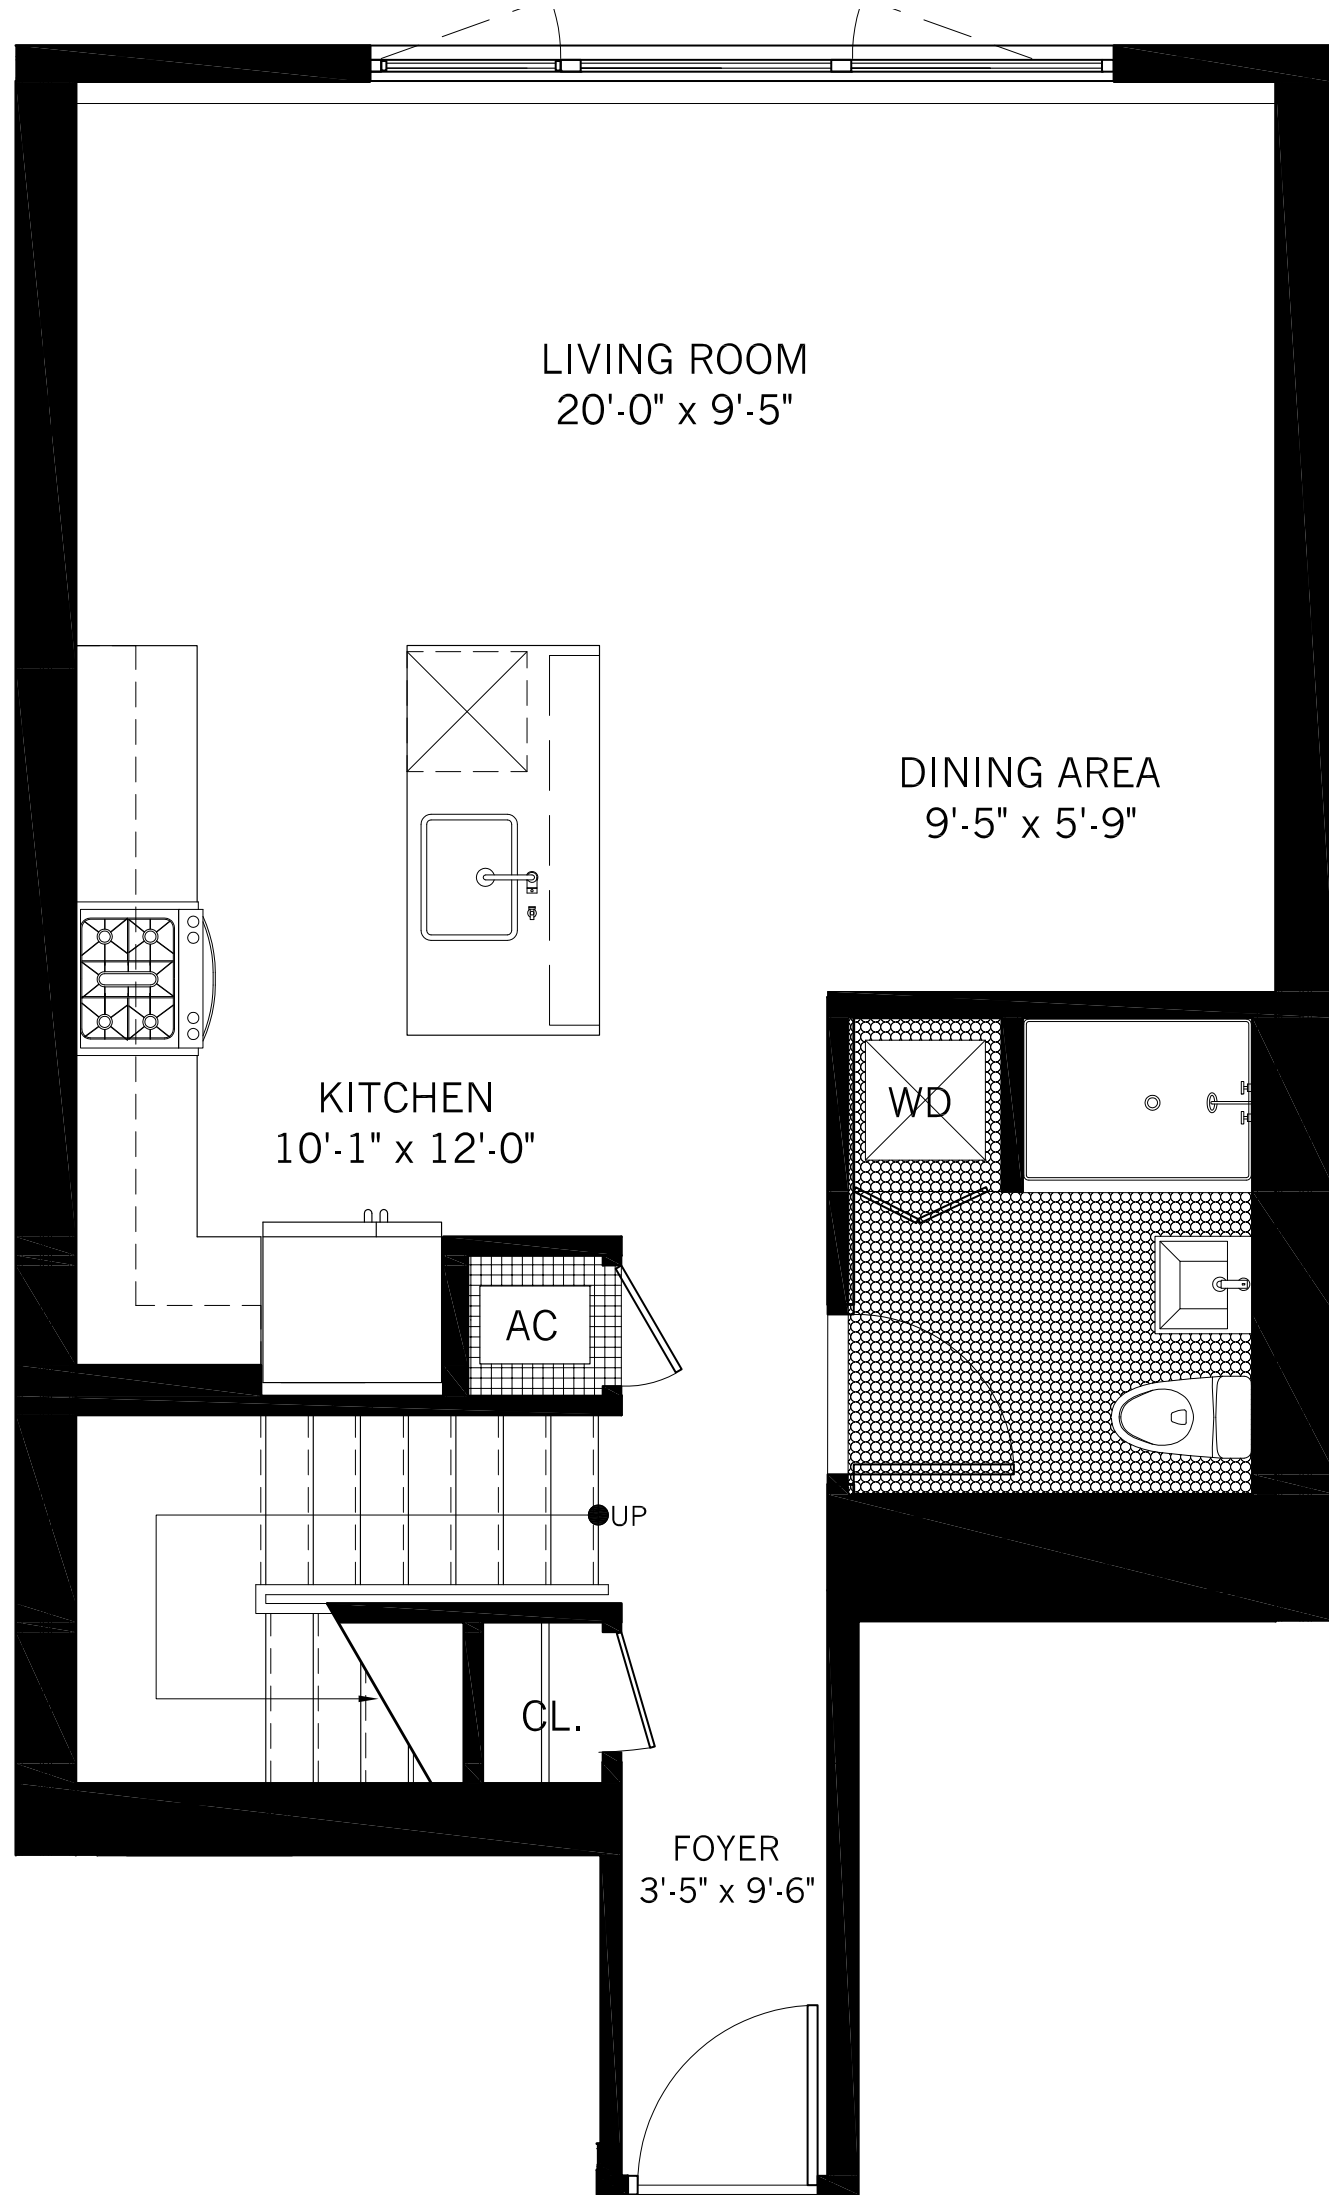 LIVING ROOM
20'-0" x 9'-5"
DINING AREA
9'-5" x 5'-9"
KITCHEN
10'-1" x 12'-0"
WD
AC
UP
CL.
FOYER
3'-5" x 9'-6"